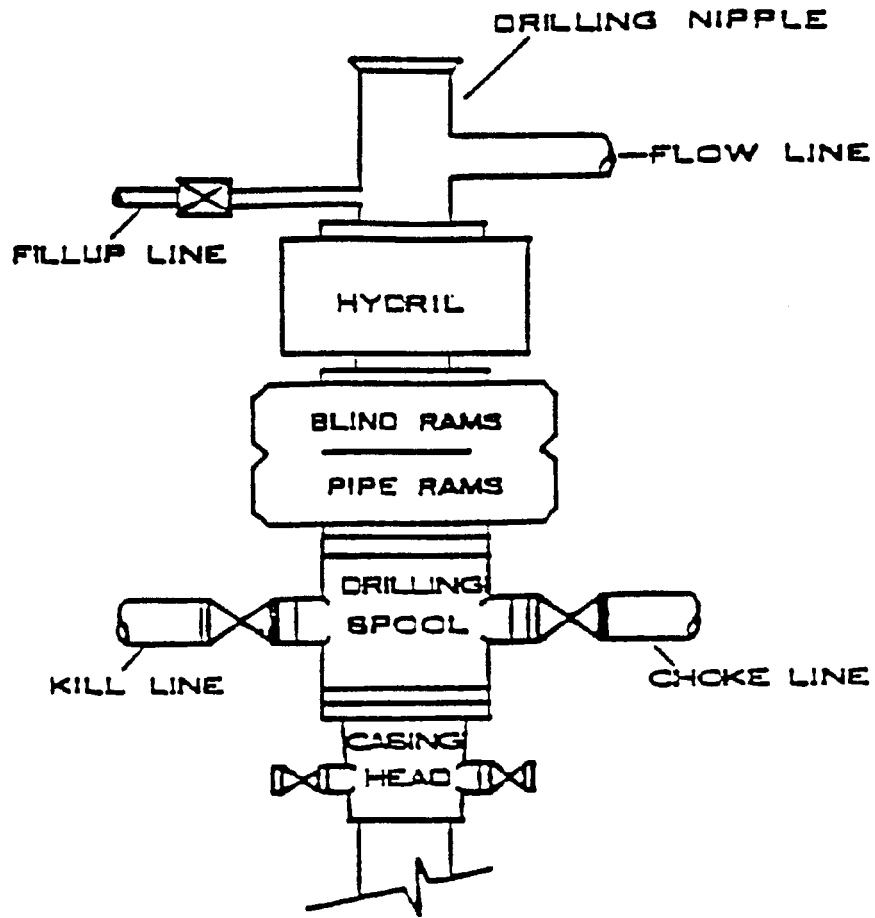 DRILLING NIPPLE
FLOW LINE
FILLUP LINE
HYDRIL
BLIND RAMS
PIPE RAMS
DRILLING
SPOOL
KILL LINE
CHOKE LINE
CASING
HEAD